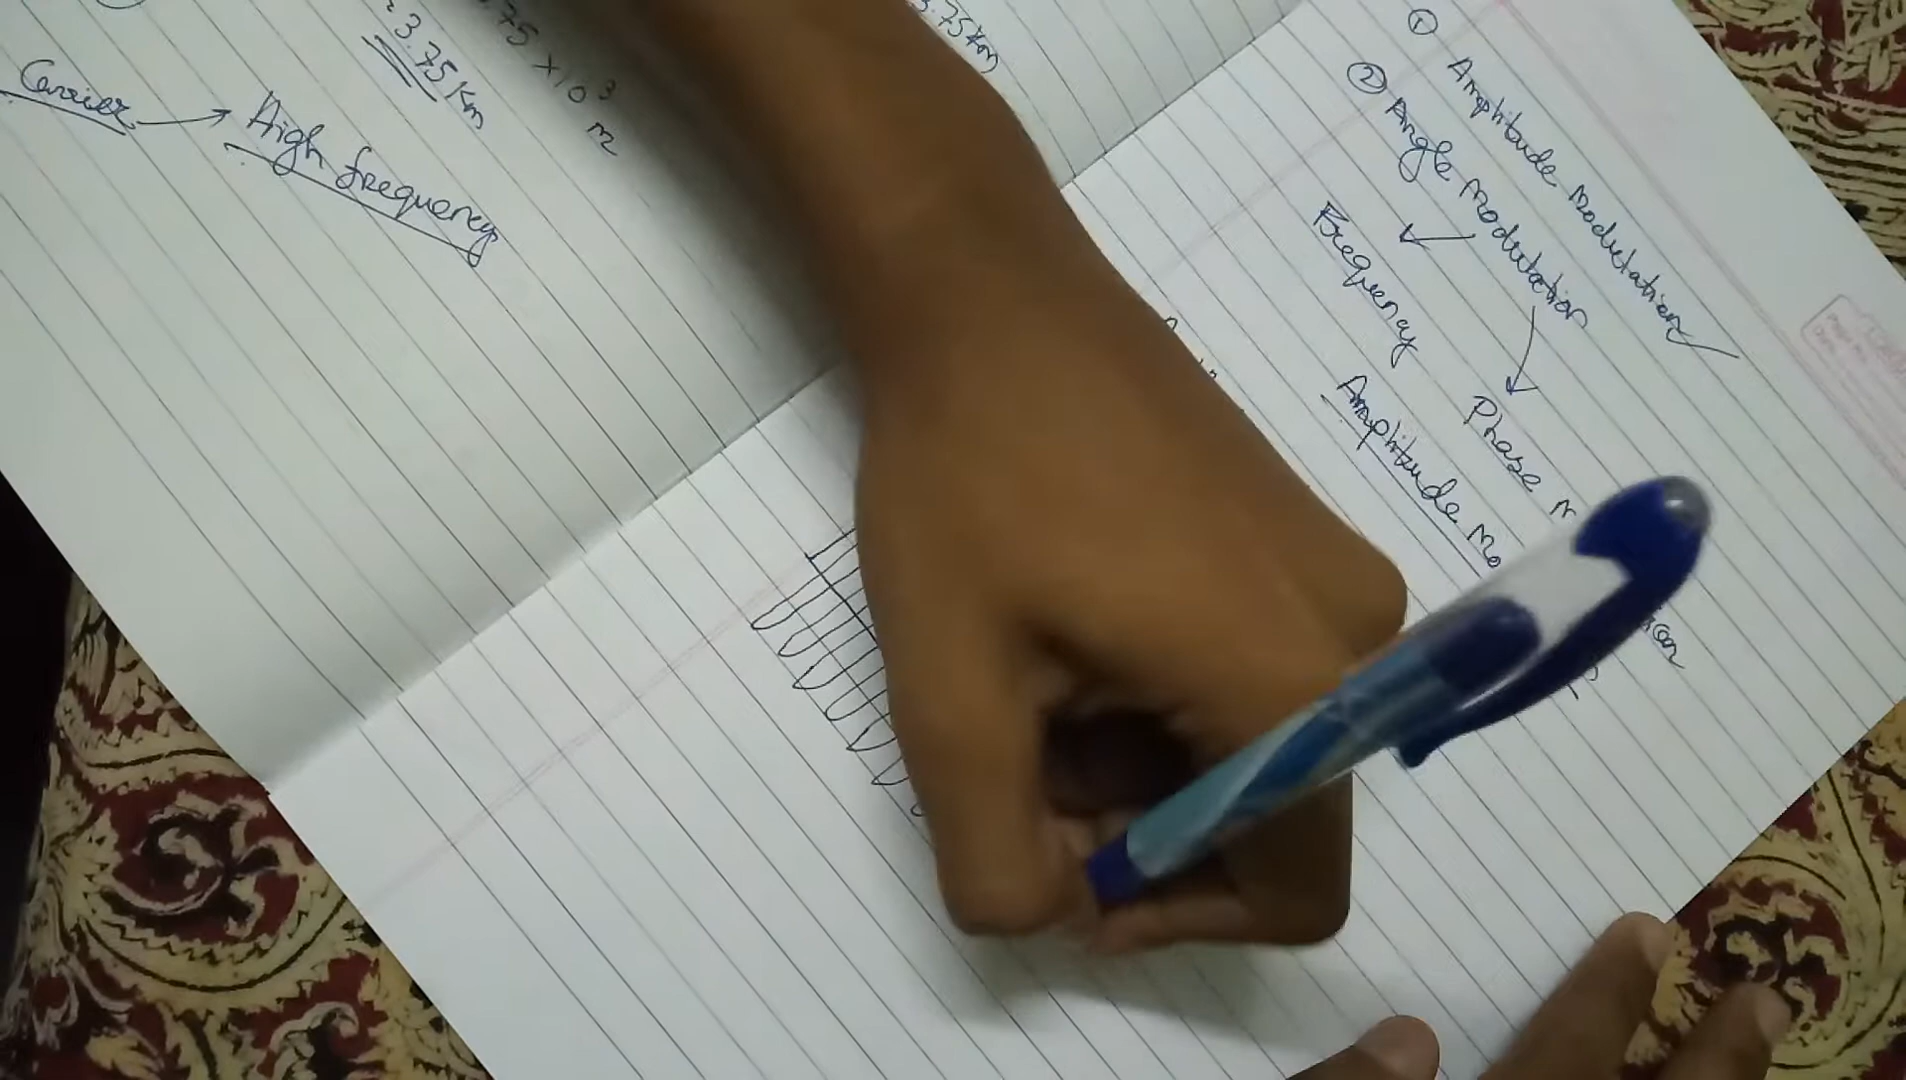 3.75 Km
.75 × 10³ m
Carrier → High frequency
3.75 Km
① Amplitude Modulation
② Angle Modulation
Frequency
Phase M
Amplitude Mo